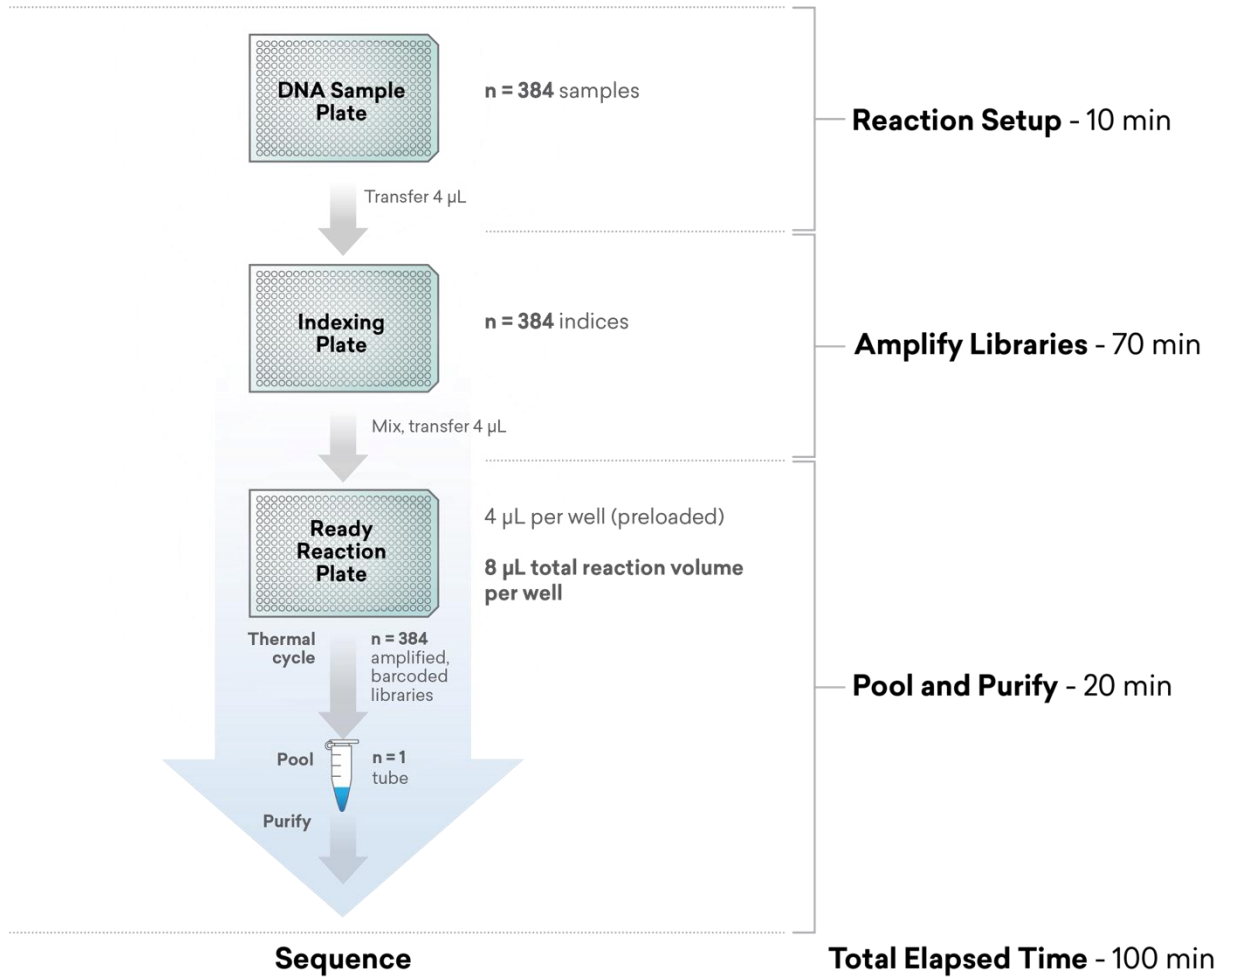 DNA Sample
Plate
n = 384 samples
Reaction Setup - 10 min
Transfer 4 µL
Indexing
Plate
n = 384 indices
Amplify Libraries - 70 min
Mix, transfer 4 µL
Ready
Reaction
Plate
4 µL per well (preloaded)
8 µL total reaction volume
per well
Thermal
cycle
n = 384
amplified,
barcoded
libraries
Pool and Purify - 20 min
Pool
n = 1
tube
Purify
Sequence
Total Elapsed Time - 100 min